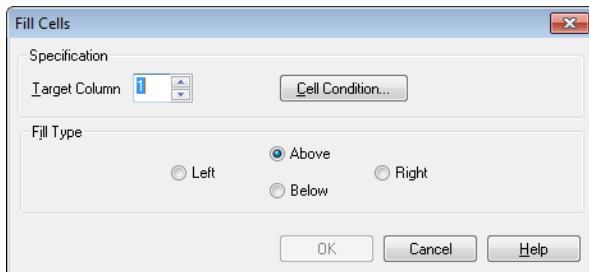 Fill Cells
Specification
Target Column 1 Cell Condition...
Fill Type
Above
Left Right
Below
OK Cancel Help